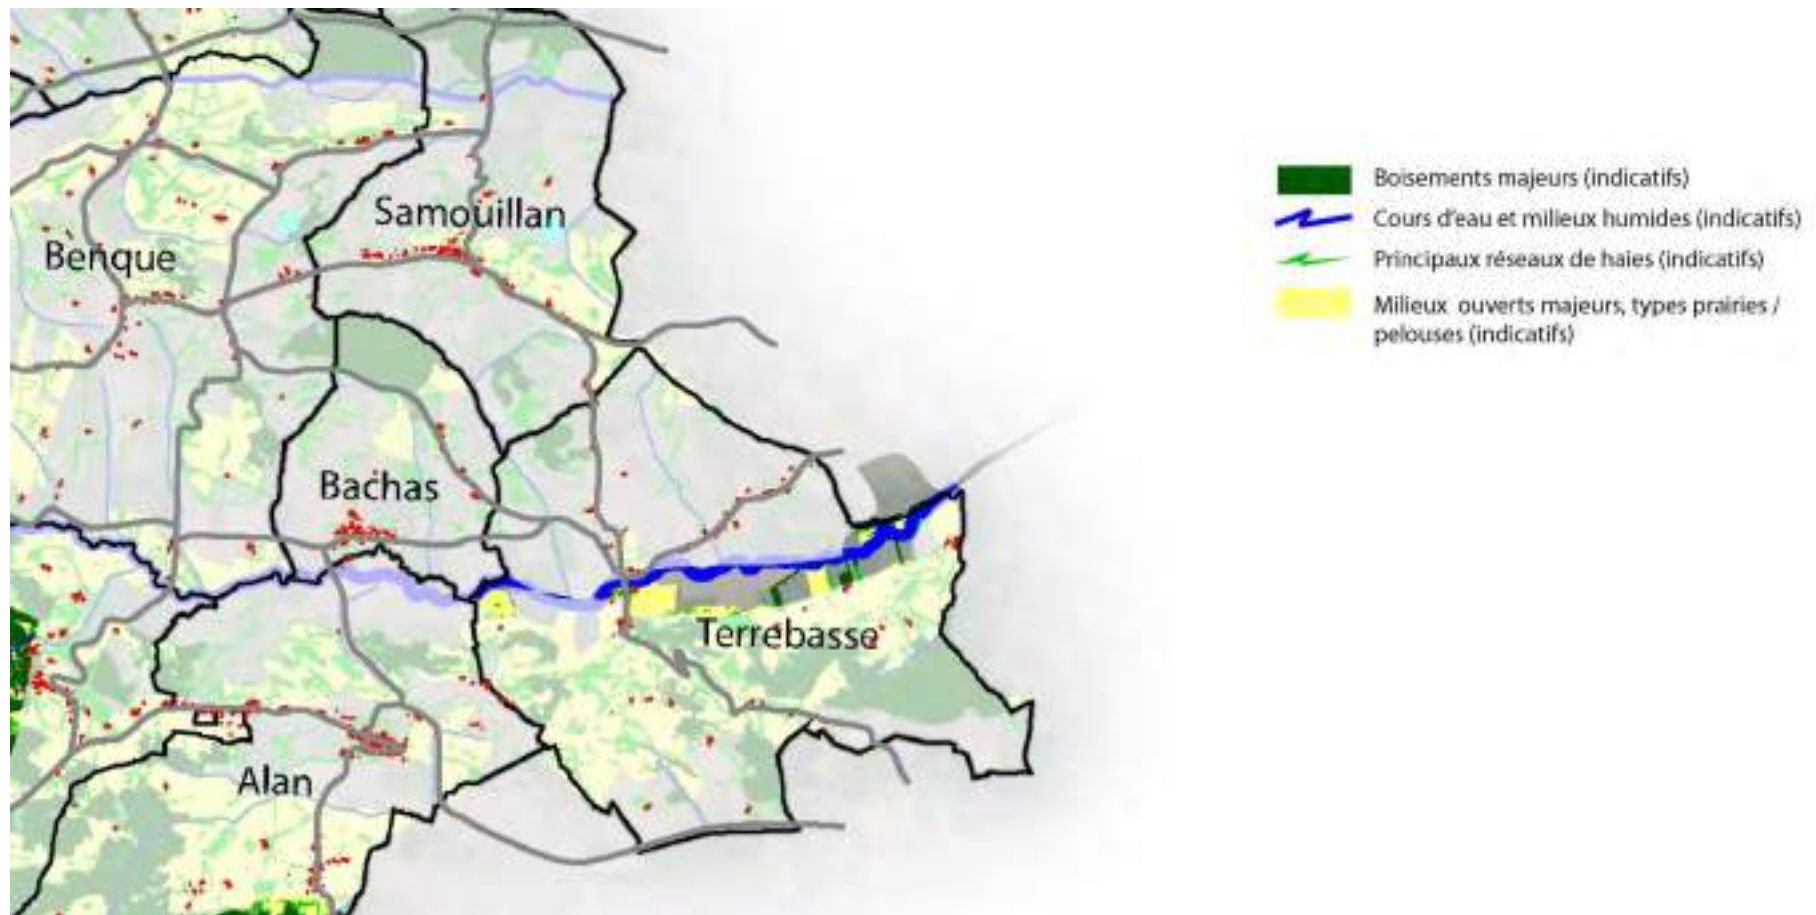 Samouillan
Benque
Bachas
Terrebasse
Alan
Boisements majeurs (indicatifs)
Cours d'eau et milieux humides (indicatifs)
Principaux réseaux de haies (indicatifs)
Milieux ouverts majeurs, types prairies /
pelouses (indicatifs)